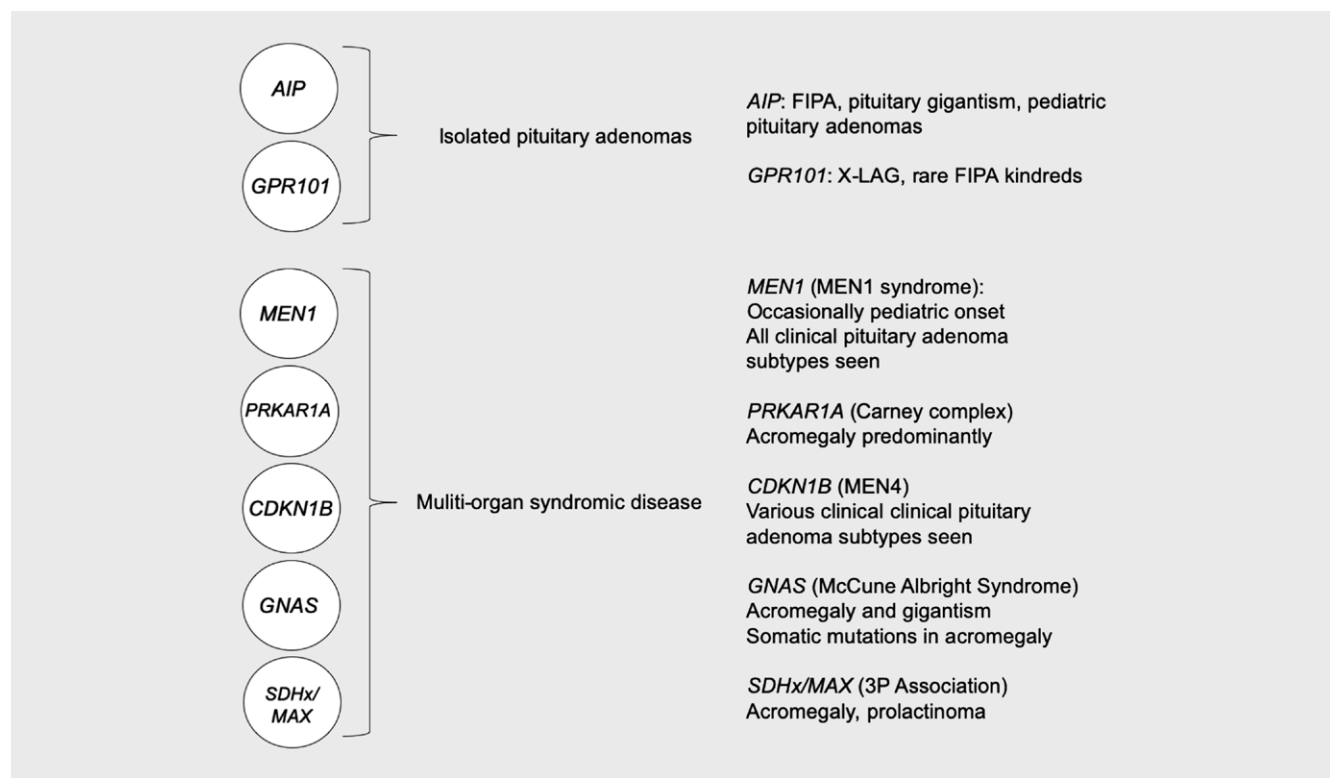 AIP
GPR101
Isolated pituitary adenomas
AIP: FIPA, pituitary gigantism, pediatric
pituitary adenomas
GPR101: X-LAG, rare FIPA kindreds
MEN1
PRKAR1A
CDKN1B
GNAS
SDHx/
MAX
Muliti-organ syndromic disease
MEN1 (MEN1 syndrome):
Occasionally pediatric onset
All clinical pituitary adenoma
subtypes seen
PRKAR1A (Carney complex)
Acromegaly predominantly
CDKN1B (MEN4)
Various clinical clinical pituitary
adenoma subtypes seen
GNAS (McCune Albright Syndrome)
Acromegaly and gigantism
Somatic mutations in acromegaly
SDHx/MAX (3P Association)
Acromegaly, prolactinoma